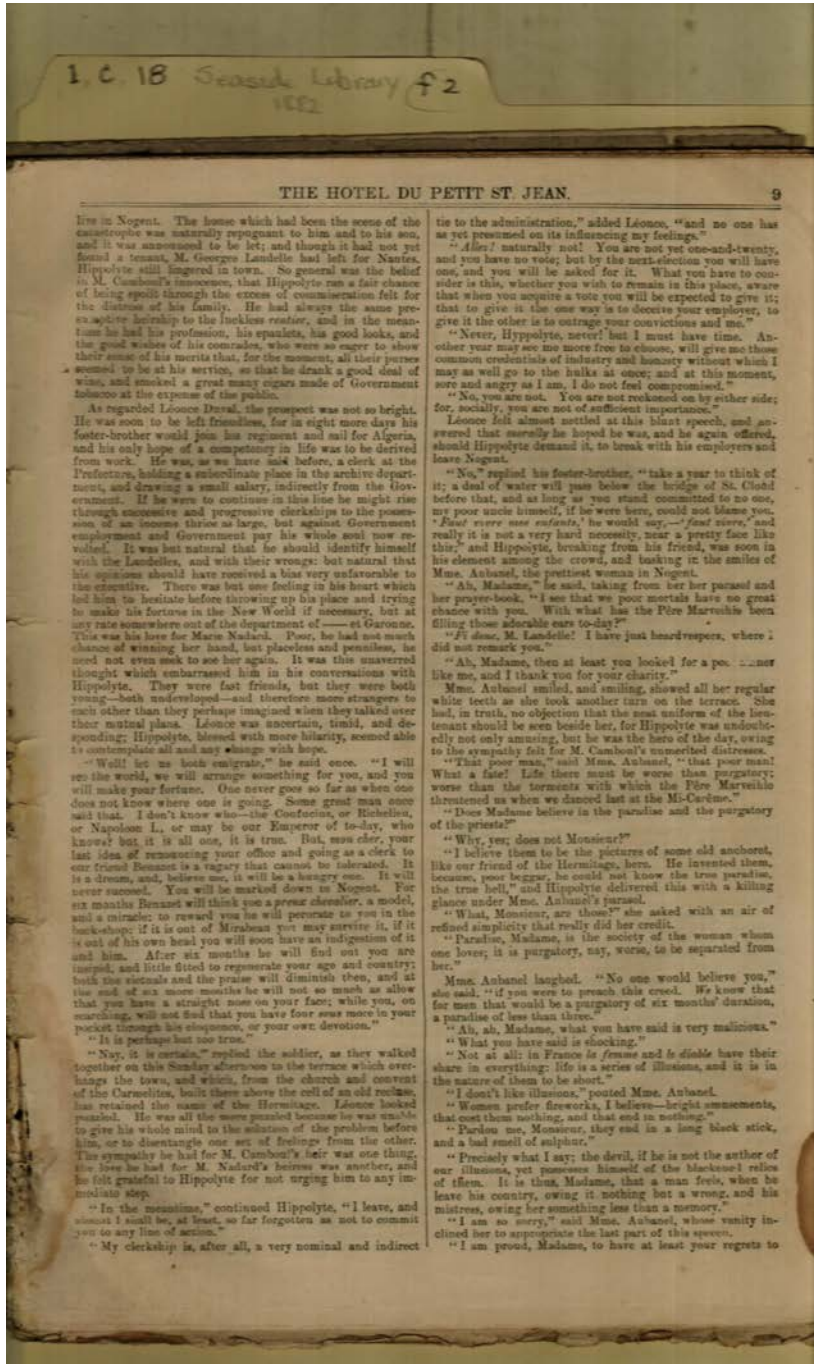 1. C. 18 Seaside Library f 2
1882
THE HOTEL DU PETIT ST. JEAN.
9
live in Nogent. The house which had been the scene of the
catastrophe was naturally repugnant to him and to his son,
and it was announced to be let; and though it had not yet
found a tenant, M. Georges Landelle had left for Nantes.
Hippolyte still lingered in town. So general was the belief
in M. Camboul's innocence, that Hippolyte ran a fair chance
of being spoilt through the excess of commiseration felt for
the distress of his family. He had always the same pre-
sumptive heirship to the luckless rentier, and in the mean-
time he had his profession, his epaulets, his good looks, and
the good wishes of his comrades, who were so eager to show
their sense of his merits that, for the moment, all their purses
seemed to be at his service, so that he drank a good deal of
wine, and smoked a great many cigars made of Government
tobacco at the expense of the public.
As regarded Léonce Duval, the prospect was not so bright.
He was soon to be left friendless, for in eight more days his
foster-brother would join his regiment and sail for Algeria,
and his only hope of a competency in life was to be derived
from work. He was, as we have said before, a clerk at the
Prefecture, holding a subordinate place in the archive depart-
ment, and drawing a small salary, indirectly from the Gov-
ernment. If he were to continue in this line he might rise
through successive and progressive clerkships to the posses-
sion of an income thrice as large, but against Government
employment and Government pay his whole soul now re-
volted. It was but natural that he should identify himself
with the Landelles, and with their wrongs: but natural that
his opinions should have received a bias very unfavorable to
the executive. There was but one feeling in his heart which
led him to hesitate before throwing up his place and trying
to make his fortune in the New World if necessary, but at
any rate somewhere out of the department of —— et Garonne.
This was his love for Marie Nadard. Poor, he had not much
chance of winning her hand, but placeless and penniless, he
need not even seek to see her again. It was this unaverred
thought which embarrassed him in his conversations with
Hippolyte. They were fast friends, but they were both
young—both undeveloped—and therefore more strangers to
each other than they perhaps imagined when they talked over
their mutual plans. Léonce was uncertain, timid, and de-
sponding; Hippolyte, blessed with more hilarity, seemed able
to contemplate all and any change with hope.
"Well! let us both emigrate," he said once. "I will
see the world, we will arrange something for you, and you
will make your fortune. One never goes so far as when one
does not know where one is going. Some great man once
said that. I don't know who—the Confucius, or Richelieu,
or Napoleon I., or may be our Emperor of to-day, who
knows? but it is all one, it is true. But, mon cher, your
last idea of renouncing your office and going as a clerk to
our friend Benazet is a vagary that cannot be tolerated. It
is a dream, and, believe me, it will be a hungry one. It will
never succeed. You will be marked down in Nogent. For
six months Benazet will think you a preux chevalier, a model,
and a miracle: to reward you he will perorate to you in the
back-shop: if it is out of Mirabeau you may survive it, if it
is out of his own head you will soon have an indigestion of it
and him. After six months he will find out you are
insipid, and little fitted to regenerate your age and country:
both the victuals and the praise will diminish then, and at
the end of six more months he will not so much as allow
that you have a straight nose on your face; while you, on
searching, will not find that you have four sous more in your
pocket through his eloquence, or your own devotion."
"It is perhaps but too true."
"Nay, it is certain," replied the soldier, as they walked
together on this Sunday afternoon to the terrace which over-
hangs the town, and which, from the church and convent
of the Carmelites, built there above the cell of an old recluse,
has retained the name of the Hermitage. Léonce looked
puzzled. He was all the more puzzled because he was unable
to give his whole mind to the solution of the problem before
him, or to disentangle one set of feelings from the other.
The sympathy he had for M. Camboul's heir was one thing,
the love he had for M. Nadard's heiress was another, and
he felt grateful to Hippolyte for not urging him to any im-
mediate step.
"In the meantime," continued Hippolyte, "I leave, and
absent I shall be, at least, so far forgotten as not to commit
you to any line of action."
"My clerkship is, after all, a very nominal and indirect
tie to the administration," added Léonce, "and no one has
as yet presumed on its influencing my feelings."
"Allez! naturally not! You are not yet one-and-twenty,
and you have no vote; but by the next election you will have
one, and you will be asked for it. What you have to con-
sider is this, whether you wish to remain in this place, aware
that when you acquire a vote you will be expected to give it;
that to give it the one way is to deceive your employer, to
give it the other is to outrage your convictions and me."
"Never, Hyppolyte, never! but I must have time. An-
other year may see me more free to choose, will give me those
common credentials of industry and honesty without which I
may as well go to the hulks at once; and at this moment,
sore and angry as I am, I do not feel compromised."
"No, you are not. You are not reckoned on by either side;
for, socially, you are not of sufficient importance."
Léonce felt almost nettled at this blunt speech, and an-
swered that morally he hoped he was, and he again offered,
should Hippolyte demand it, to break with his employers and
leave Nogent.
"No," replied his foster-brother, "take a year to think of
it; a deal of water will pass below the bridge of St. Cloud
before that, and as long as you stand committed to no one,
my poor uncle himself, if he were here, could not blame you.
'Faut vivre mes enfants,' he would say,—'faut vivre,' and
really it is not a very hard necessity, near a pretty face like
this;" and Hippolyte, breaking from his friend, was soon in
his element among the crowd, and basking in the smiles of
Mme. Aubanel, the prettiest woman in Nogent.
"Ah, Madame," he said, taking from her her parasol and
her prayer-book, "I see that we poor mortals have no great
chance with you. With what has the Père Marveihlo been
filling those adorable ears to-day?"
"Fi donc, M. Landelle! I have just heard vespers, where I
did not remark you."
"Ah, Madame, then at least you looked for a poor
like me, and I thank you for your charity."
Mme. Aubanel smiled, and smiling, showed all her regular
white teeth as she took another turn on the terrace. She
had, in truth, no objection that the neat uniform of the lieu-
tenant should be seen beside her, for Hippolyte was undoubt-
edly not only amusing, but he was the hero of the day, owing
to the sympathy felt for M. Camboul's unmerited distresses.
"That poor man," said Mme. Aubanel, "that poor man!
What a fate! Life there must be worse than purgatory;
worse than the torments with which the Père Marveihlo
threatened us when we danced last at the Mi-Carême."
"Does Madame believe in the paradise and the purgatory
of the priests?"
"Why, yes; does not Monsieur?"
"I believe them to be the pictures of some old anchoret,
like our friend of the Hermitage, here. He invented them,
because, poor beggar, he could not know the true paradise,
the true hell," and Hippolyte delivered this with a killing
glance under Mme. Aubanel's parasol.
"What, Monsieur, are those?" she asked with an air of
refined simplicity that really did her credit.
"Paradise, Madame, is the society of the woman whom
one loves; it is purgatory, nay, worse, to be separated from
her."
Mme. Aubanel laughed. "No one would believe you,"
she said, "if you were to preach this creed. We know that
for men that would be a purgatory of six months' duration,
a paradise of less than three."
"Ah, ah, Madame, what you have said is very malicious."
"What you have said is shocking."
"Not at all: in France la femme and le diable have their
share in everything: life is a series of illusions, and it is in
the nature of them to be short."
"I dont't like illusions," pouted Mme. Aubanel.
"Women prefer fireworks, I believe—bright amusements,
that cost them nothing, and that end in nothing."
"Pardon me, Monsieur, they end in a long black stick,
and a bad smell of sulphur."
"Precisely what I say; the devil, if he is not the author of
our illusions, yet possesses himself of the blackened relics
of them. It is thus, Madame, that a man feels, when he
leave his country, owing it nothing but a wrong, and his
mistress, owing her something less than a memory."
"I am so sorry," said Mme. Aubanel, whose vanity in-
clined her to appropriate the last part of this speech.
"I am proud, Madame, to have at least your regrets to